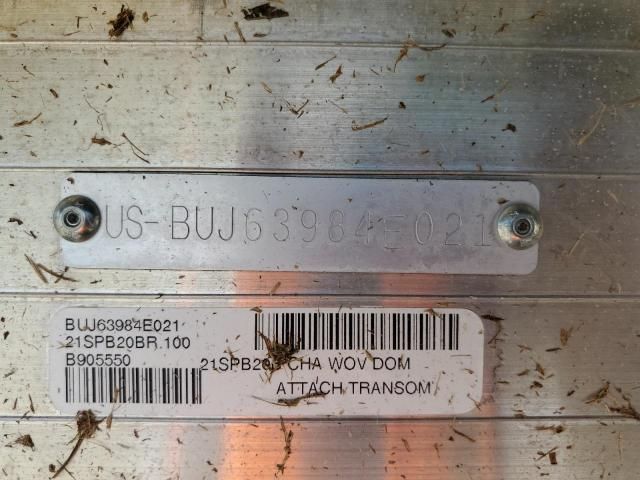 US-BUJ63984E021
BUJ63984E021
21SPB20BR.100
B905550
CHA WOV DOM
ATTACH TRANSOM